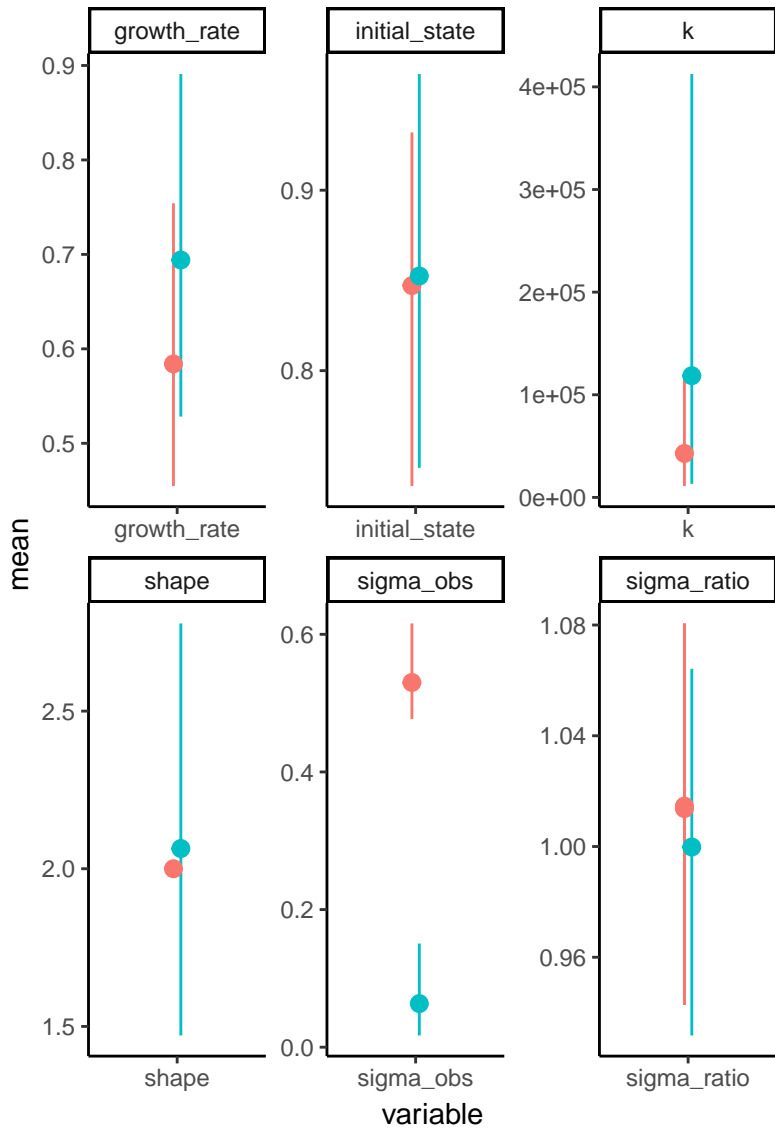 growth_rate
initial_state
k
0.9
0.8
0.7
0.6
0.5
0.9
0.8
4e+05
3e+05
2e+05
1e+05
0e+00
growth_rate
initial_state
k
mean
shape
sigma_obs
sigma_ratio
2.5
2.0
1.5
0.6
0.4
0.2
0.0
1.08
1.04
1.00
0.96
shape
sigma_obs
sigma_ratio
variable